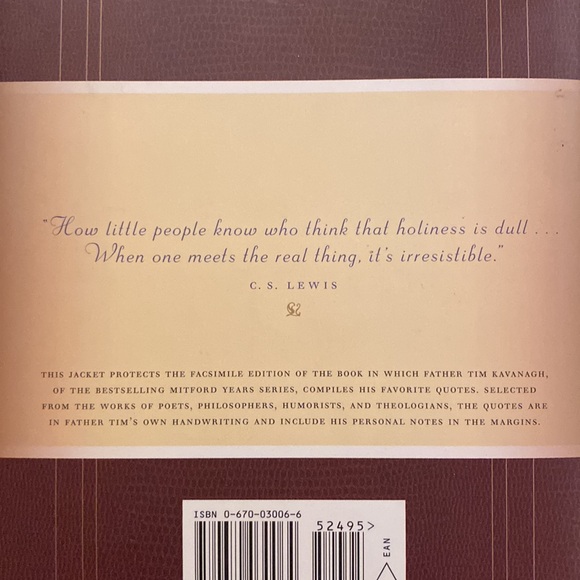 "How little people know who think that holiness is dull . . .
When one meets the real thing, it's irresistible."
C. S. LEWIS
THIS JACKET PROTECTS THE FACSIMILE EDITION OF THE BOOK IN WHICH FATHER TIM KAVANAGH,
OF THE BESTSELLING MITFORD YEARS SERIES, COMPILES HIS FAVORITE QUOTES. SELECTED
FROM THE WORKS OF POETS, PHILOSOPHERS, HUMORISTS, AND THEOLOGIANS, THE QUOTES ARE
IN FATHER TIM'S OWN HANDWRITING AND INCLUDE HIS PERSONAL NOTES IN THE MARGINS.
ISBN 0-670-03006-6
52495>
EAN